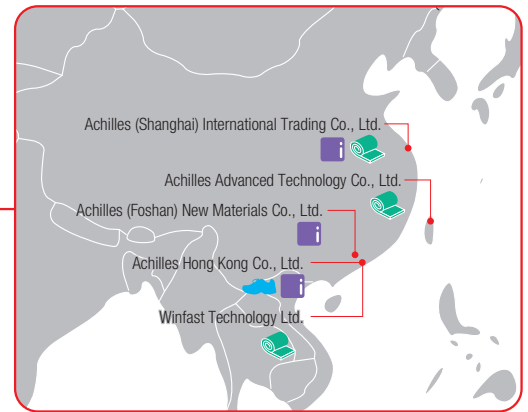 Achilles (Shanghai) International Trading Co., Ltd.
i
Achilles Advanced Technology Co., Ltd.
Achilles (Foshan) New Materials Co., Ltd.
i
Achilles Hong Kong Co., Ltd.
i
Winfast Technology Ltd.